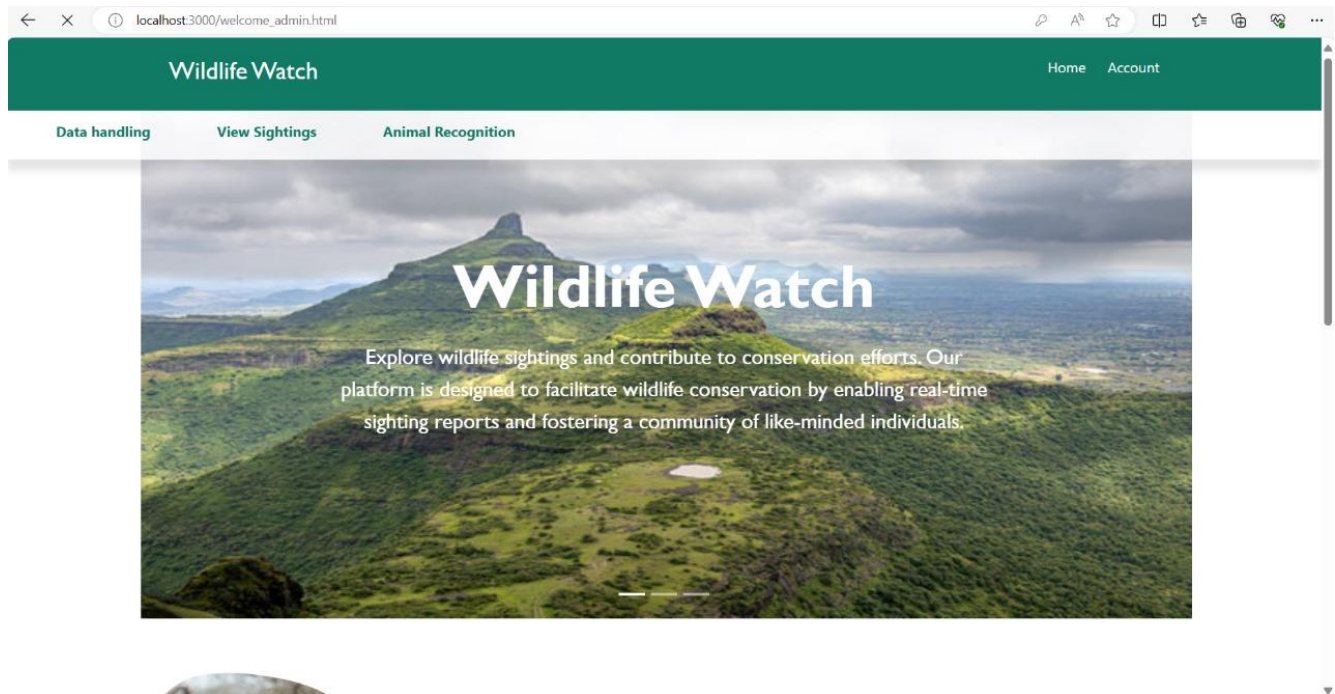 localhost:3000/welcome_admin.html
Wildlife Watch
Home Account
Data handling View Sightings Animal Recognition
Wildlife Watch
Explore wildlife sightings and contribute to conservation efforts. Our
platform is designed to facilitate wildlife conservation by enabling real-time
sighting reports and fostering a community of like-minded individuals.